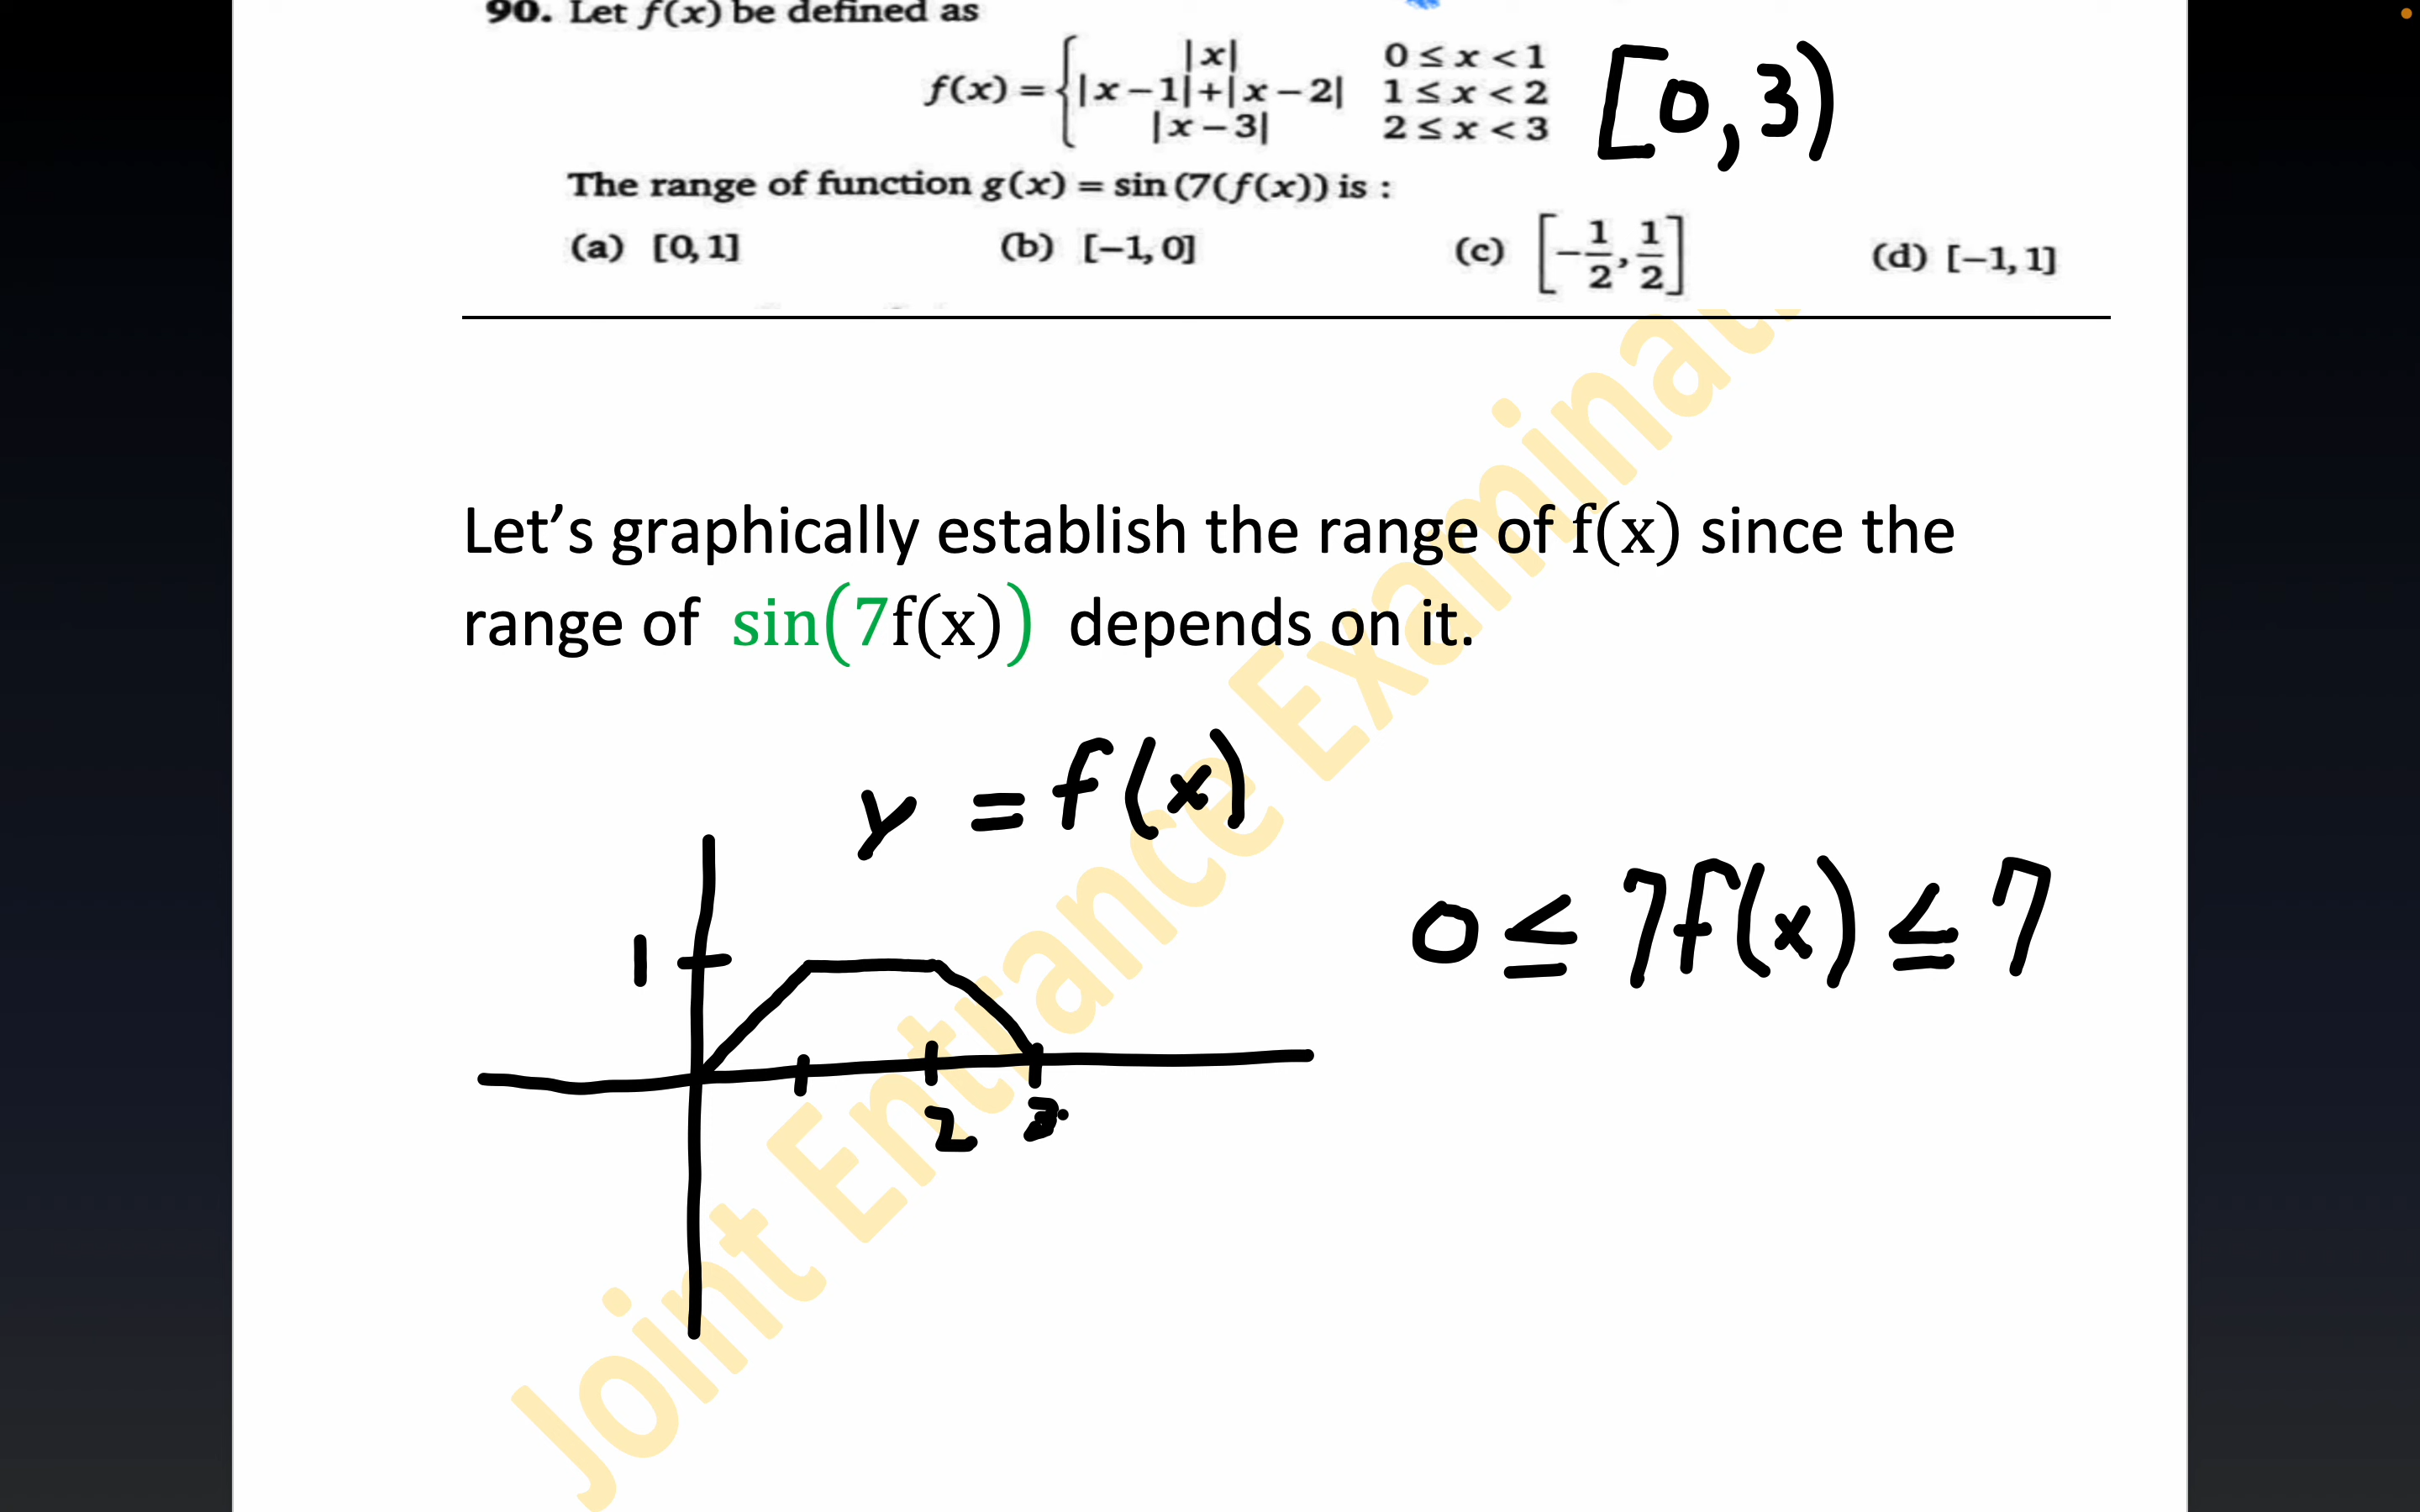 90. Let f(x) be defined as
f(x) = { |x| 0 ≤ x < 1
|x − 1|+|x − 2| 1 ≤ x < 2
|x − 3| 2 ≤ x < 3
[0,3)
The range of function g(x) = sin (7(f(x)) is :
(a) [0, 1] (b) [−1, 0] (c) [−1/2, 1/2] (d) [−1, 1]
Let's graphically establish the range of f(x) since the
range of sin(7f(x)) depends on it.
y = f(x)
0 ≤ 7f(x) ≤ 7
1
2 3
Joint Entrance Examinat